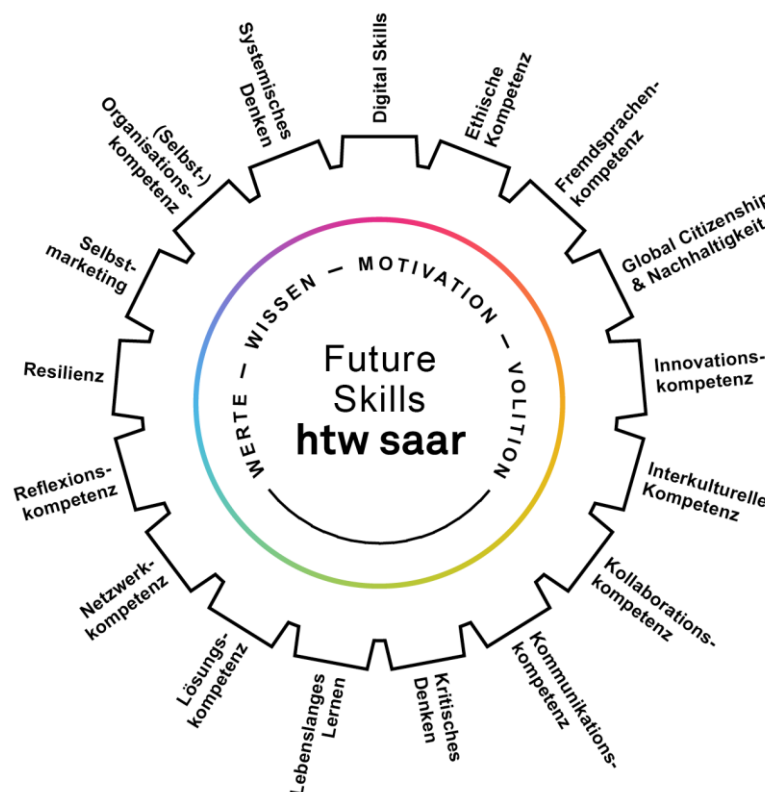 Digital Skills
Ethische
Kompetenz
Fremdsprachen-
kompetenz
Global Citizenship
& Nachhaltigkeit
Innovations-
kompetenz
Interkulturelle
Kompetenz
Kollaborations-
kompetenz
Kommunikations-
kompetenz
Kritisches
Denken
Lebenslanges
Lernen
Lösungs-
kompetenz
Netzwerk-
kompetenz
Reflexions-
kompetenz
Resilienz
Selbst-
marketing
(Selbst-)
Organisations-
kompetenz
Systemisches
Denken
WERTE — WISSEN — MOTIVATION — VOLITION
Future
Skills
htw saar